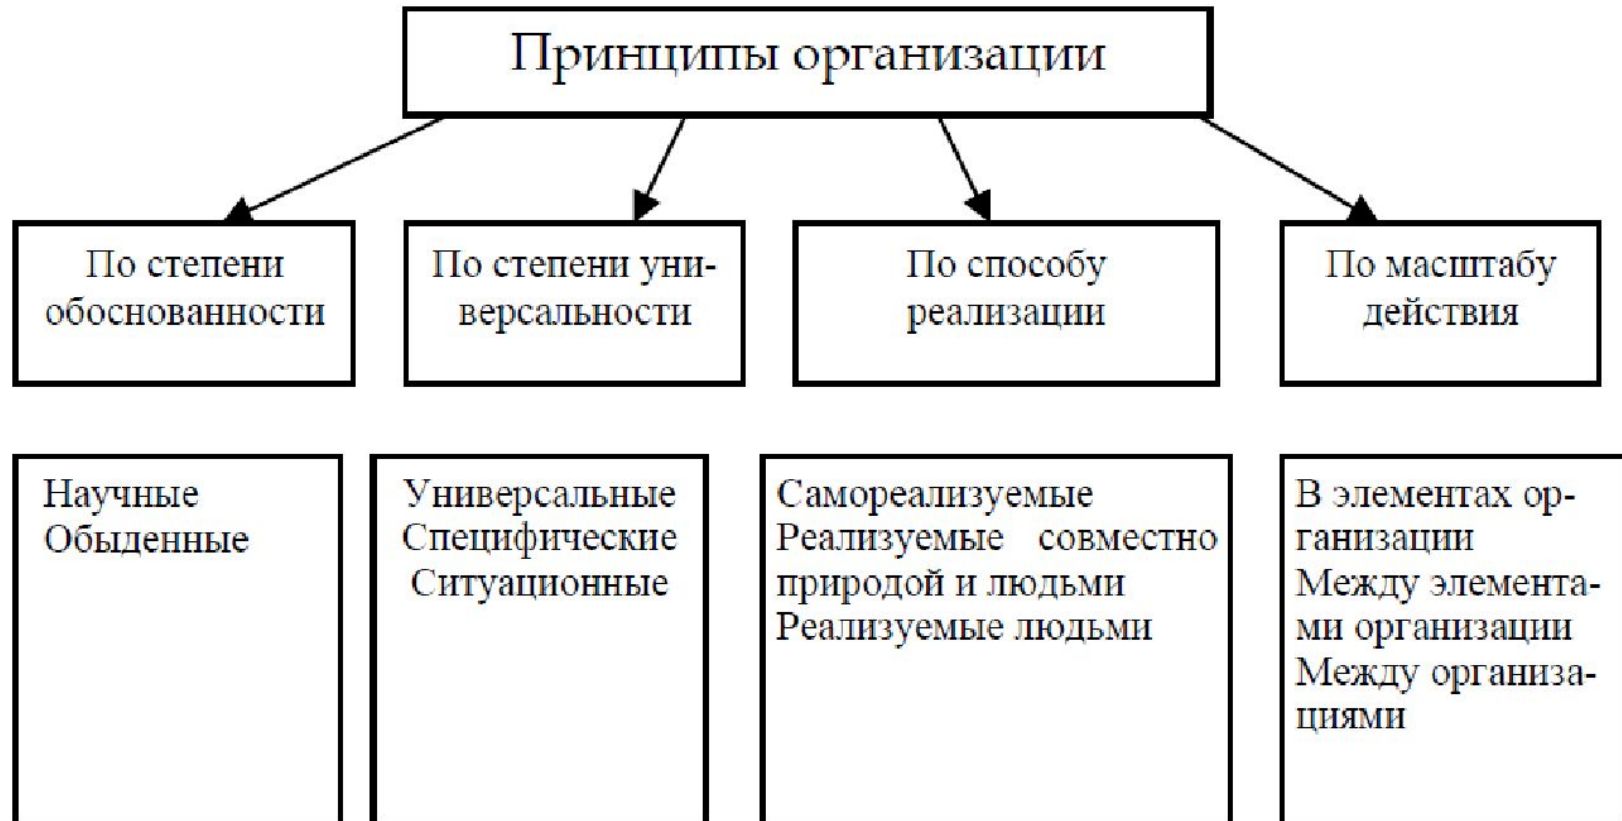 Принципы организации
По степени
обоснованности
По степени уни-
версальности
По способу
реализации
По масштабу
действия
Научные
Обыденные
Универсальные
Специфические
Ситуационные
Самореализуемые
Реализуемые совместно
природой и людьми
Реализуемые людьми
В элементах ор-
ганизации
Между элемента-
ми организации
Между организа-
циями